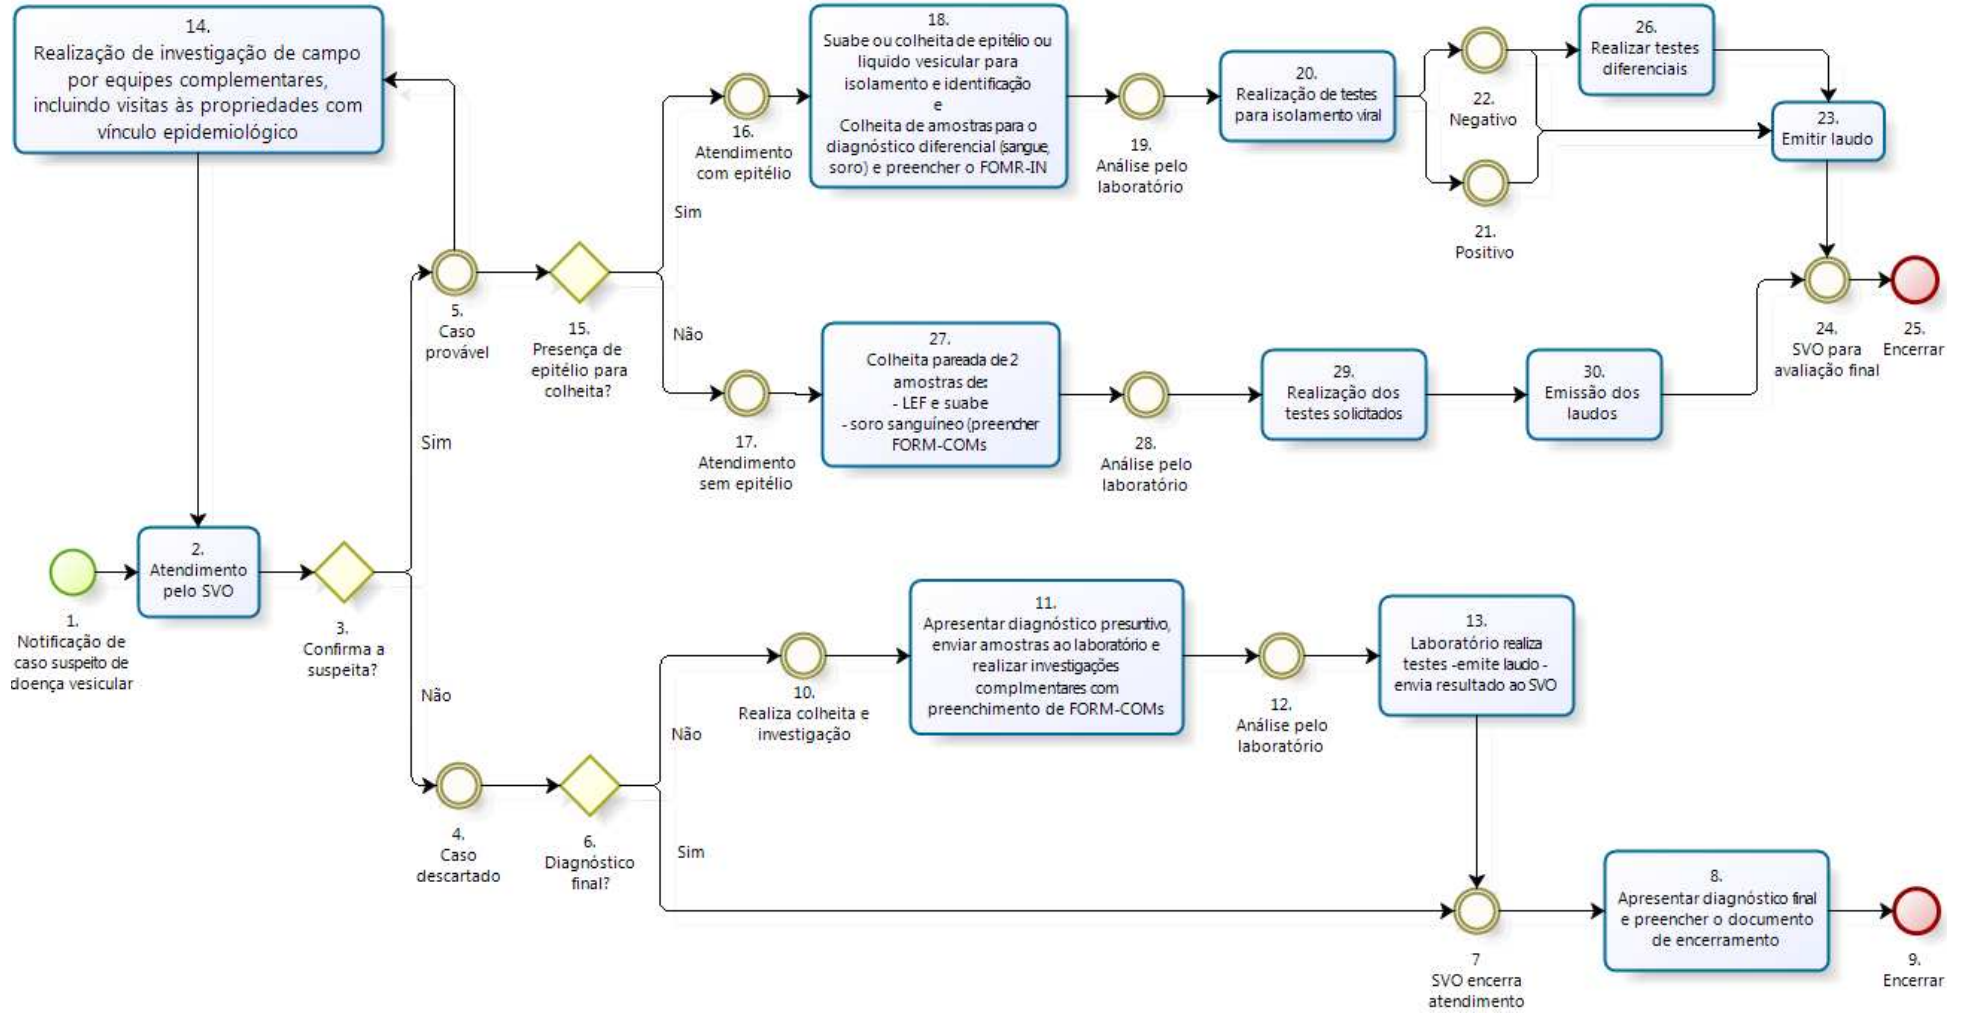 14.
Realização de investigação de campo
por equipes complementares,
incluindo visitas às propriedades com
vínculo epidemiológico
18.
Suabe ou colheita de epitélio ou
liquido vesicular para
isolamento e identificação
e
Colheita de amostras para o
diagnóstico diferencial (sangue,
soro) e preencher o FOMR-IN
16.
Atendimento
com epitélio
19.
Análise pelo
laboratório
20.
Realização de testes
para isolamento viral
22.
Negativo
26.
Realizar testes
diferenciais
23.
Emitir laudo
21.
Positivo
Sim
5.
Caso
provável
15.
Presença de
epitélio para
colheita?
Não
24.
SVO para
avaliação final
25.
Encerrar
17.
Atendimento
sem epitélio
27.
Colheita pareada de 2
amostras de:
- LEF e suabe
- soro sanguíneo (preencher
FORM-COMs
28.
Análise pelo
laboratório
29.
Realização dos
testes solicitados
30.
Emissão dos
laudos
Sim
1.
Notificação de
caso suspeito de
doença vesicular
2.
Atendimento
pelo SVO
3.
Confirma a
suspeita?
Não
4.
Caso
descartado
6.
Diagnóstico
final?
Não
10.
Realiza colheita e
investigação
11.
Apresentar diagnóstico presuntivo,
enviar amostras ao laboratório e
realizar investigações
complmentares com
preenchimento de FORM-COMs
12.
Análise pelo
laboratório
13.
Laboratório realiza
testes -emite laudo -
envia resultado ao SVO
Sim
7
SVO encerra
atendimento
8.
Apresentar diagnóstico final
e preencher o documento
de encerramento
9.
Encerrar